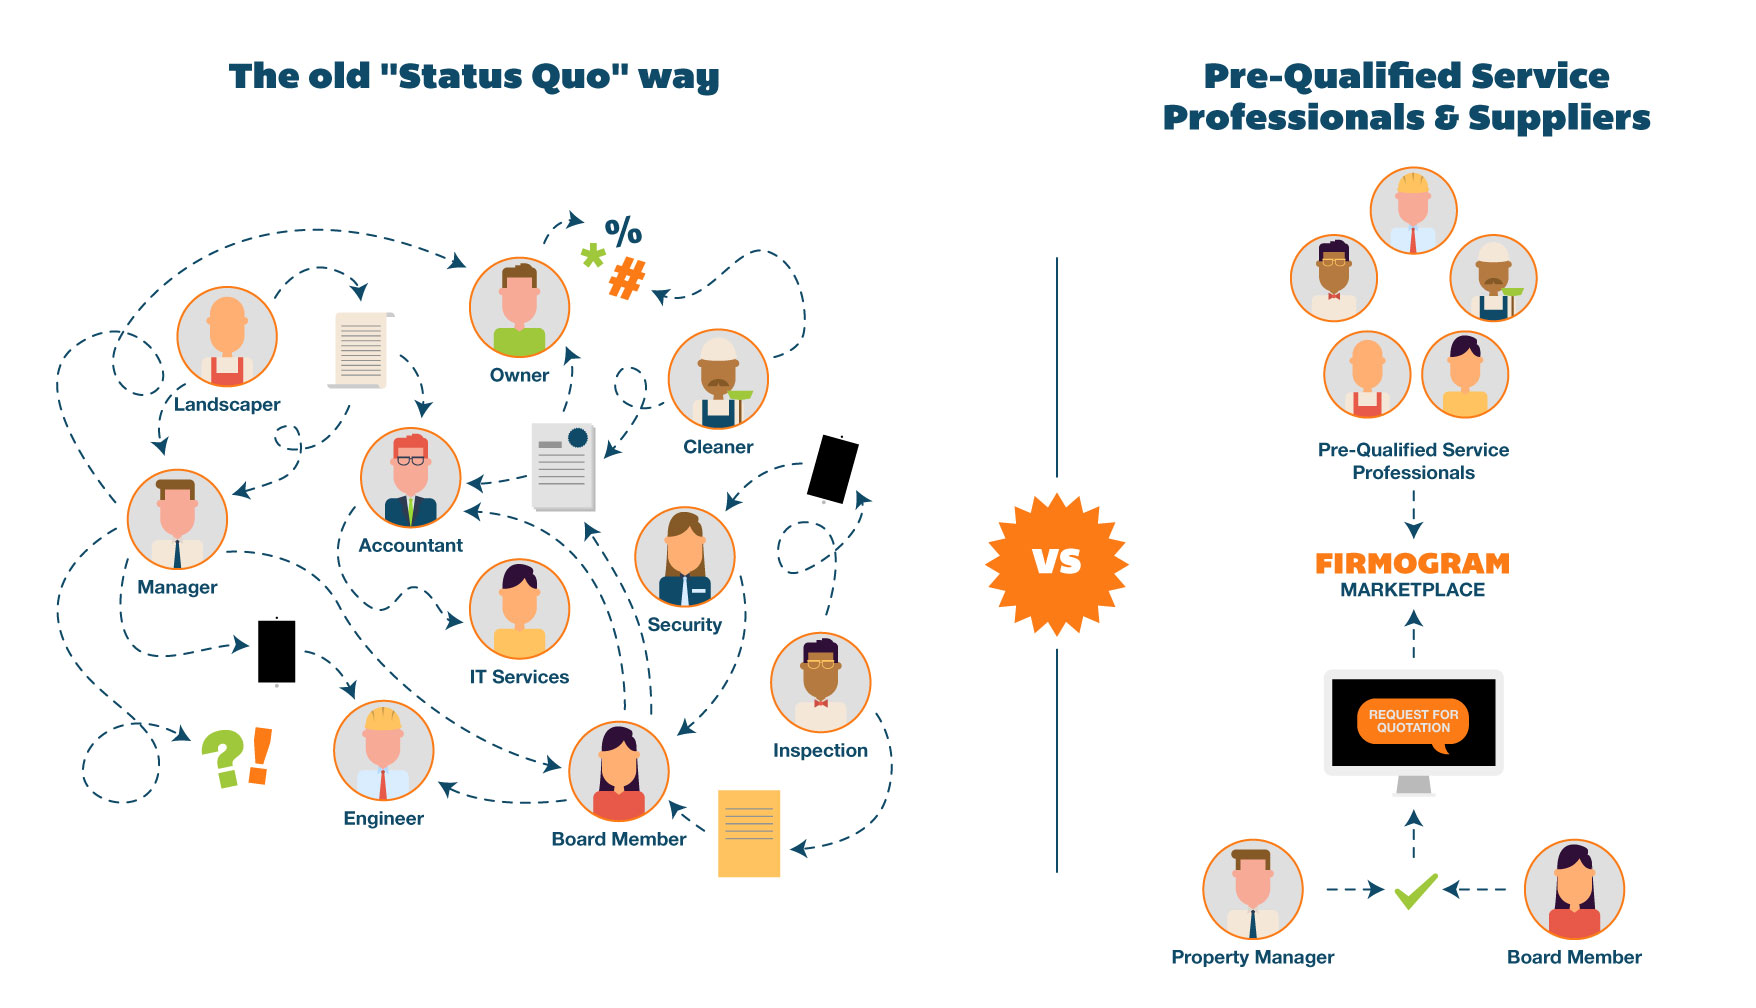 The old "Status Quo" way
%
*
#
Owner
Landscaper
Cleaner
Accountant
Manager
Security
IT Services
Inspection
?!
Engineer
Board Member
VS
Pre-Qualified Service
Professionals & Suppliers
Pre-Qualified Service
Professionals
FIRMOGRAM
MARKETPLACE
REQUEST FOR
QUOTATION
Property Manager
Board Member